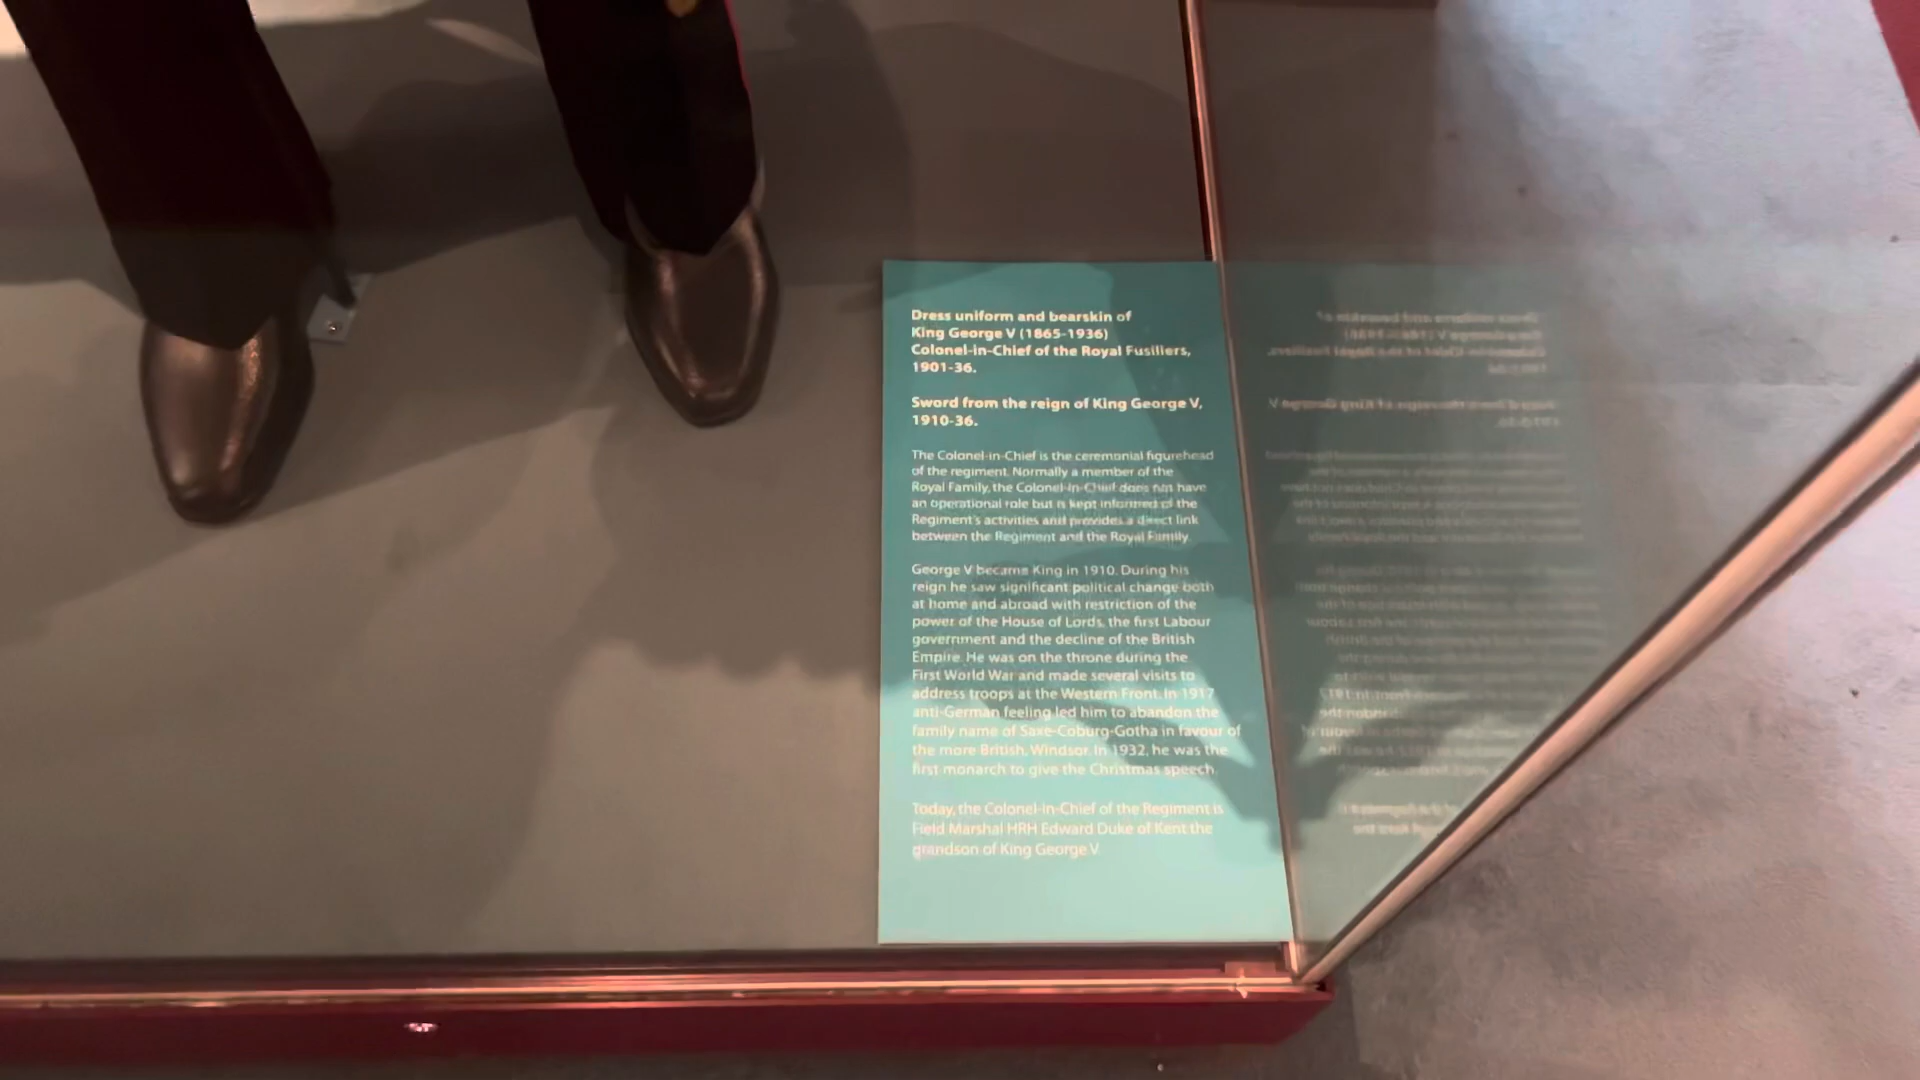 Dress uniform and bearskin of
King George V (1865-1936)
Colonel-in-Chief of the Royal Fusiliers,
1901-36.
Sword from the reign of King George V,
1910-36.
The Colonel-in-Chief is the ceremonial figurehead
of the regiment. Normally a member of the
Royal Family, the Colonel-in-Chief does not have
an operational role but is kept informed of the
Regiment's activities and provides a direct link
between the Regiment and the Royal Family.
George V became King in 1910. During his
reign he saw significant political change both
at home and abroad with restriction of the
power of the House of Lords, the first Labour
government and the decline of the British
Empire. He was on the throne during the
First World War and made several visits to
address troops at the Western Front. In 1917
anti-German feeling led him to abandon the
family name of Saxe-Coburg-Gotha in favour of
the more British, Windsor. In 1932, he was the
first monarch to give the Christmas speech.
Today, the Colonel-in-Chief of the Regiment is
Field Marshal HRH Edward Duke of Kent the
grandson of King George V